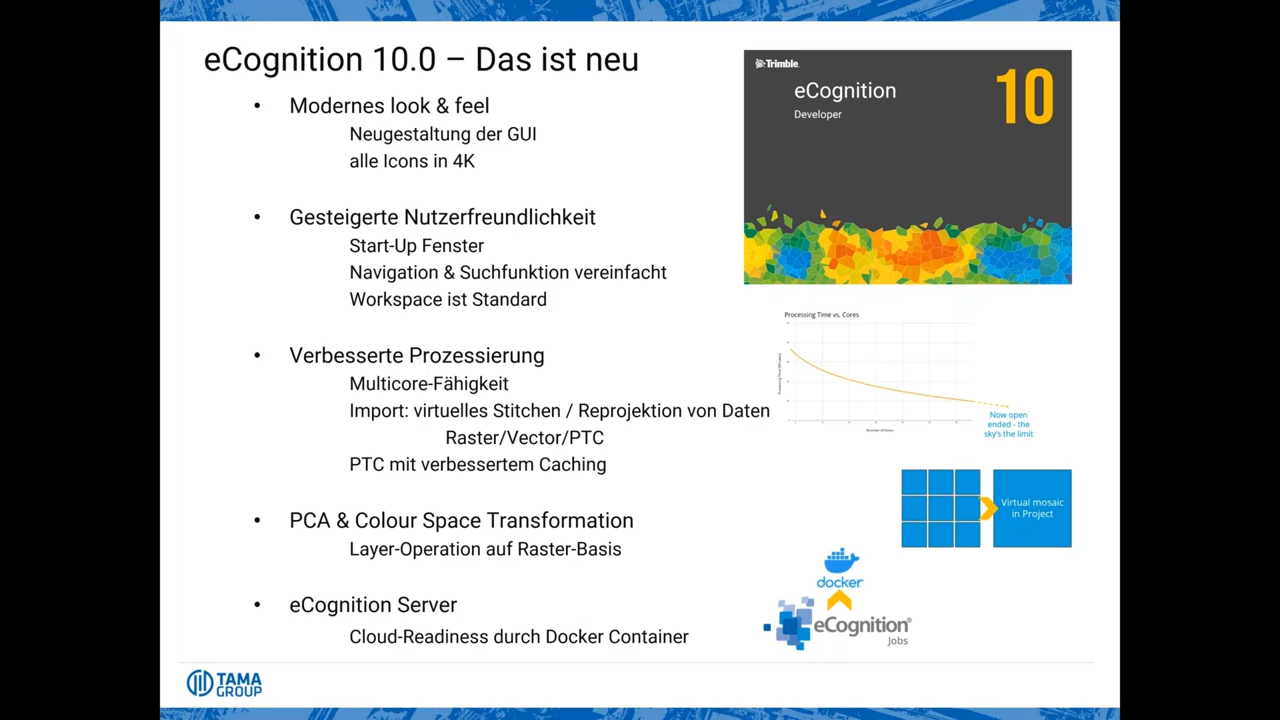 eCognition 10.0 – Das ist neu
• Modernes look & feel
Neugestaltung der GUI
alle Icons in 4K
• Gesteigerte Nutzerfreundlichkeit
Start-Up Fenster
Navigation & Suchfunktion vereinfacht
Workspace ist Standard
• Verbesserte Prozessierung
Multicore-Fähigkeit
Import: virtuelles Stitchen / Reprojektion von Daten
Raster/Vector/PTC
PTC mit verbessertem Caching
• PCA & Colour Space Transformation
Layer-Operation auf Raster-Basis
• eCognition Server
Cloud-Readiness durch Docker Container
Trimble
eCognition
Developer
10
Processing Time vs. Cores
Number of Cores
Now open
ended - the
sky's the limit
Virtual mosaic
in Project
docker
eCognition®
Jobs
TAMA
GROUP